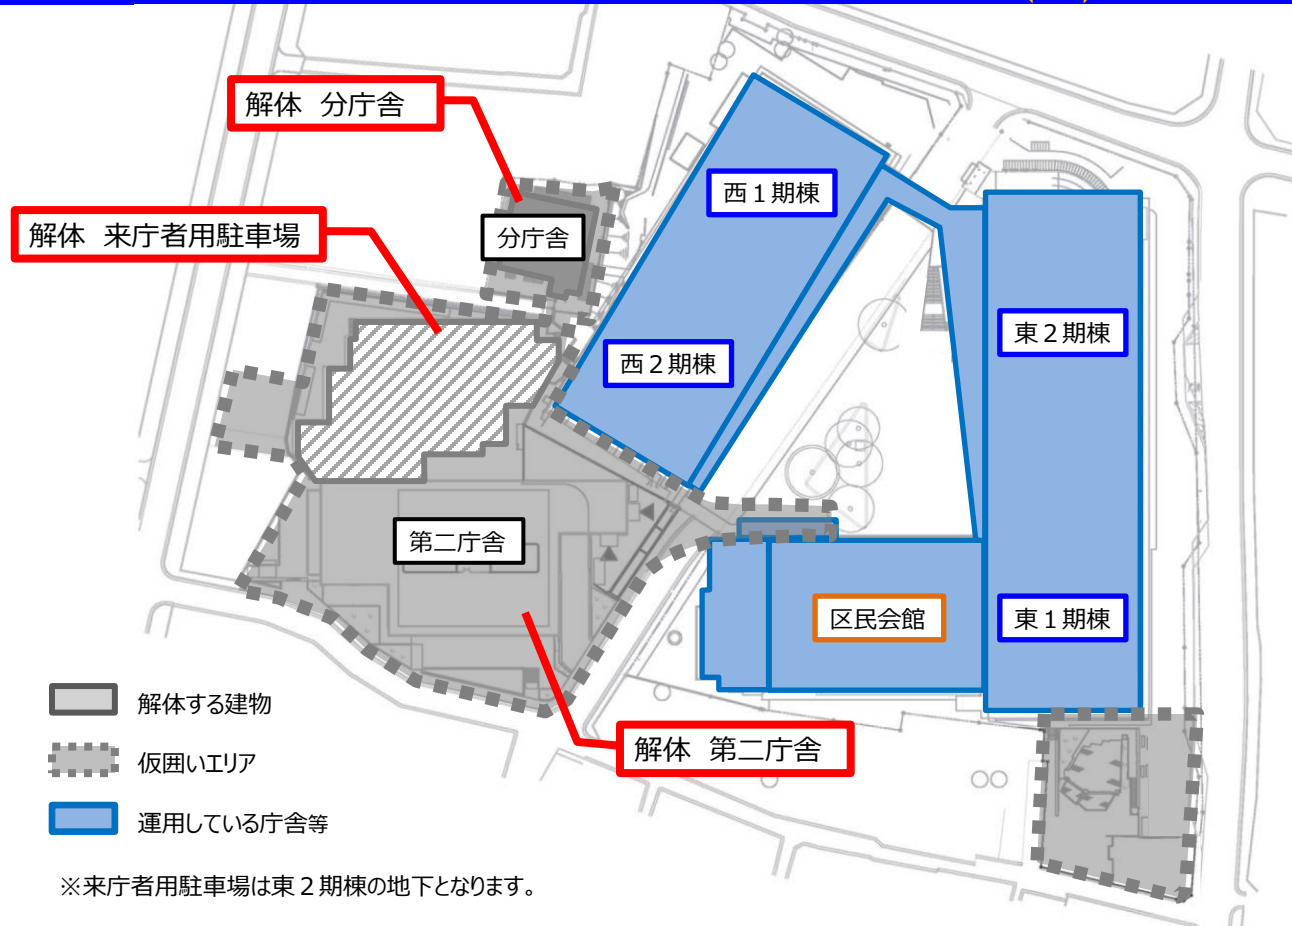 解体 分庁舎
西１期棟
分庁舎
解体 来庁者用駐車場
東２期棟
西２期棟
第二庁舎
区民会館
東１期棟
解体 第二庁舎
解体する建物
仮囲いエリア
運用している庁舎等
※来庁者用駐車場は東２期棟の地下となります。